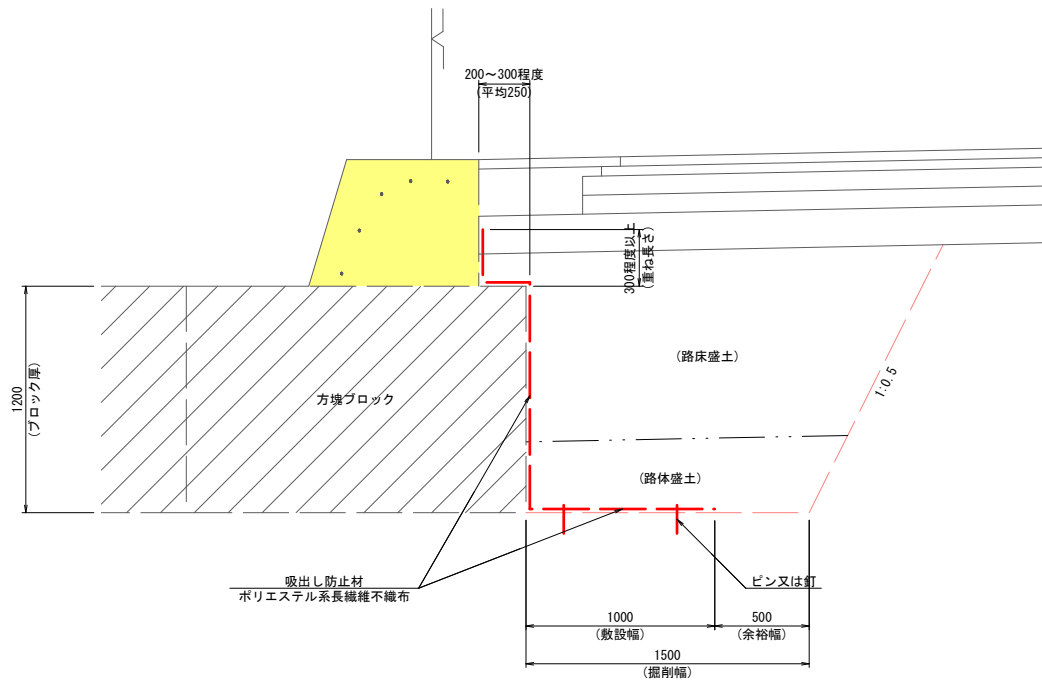 200～300程度
(平均250)
300程度以上
(重ね長さ)
(路床盛土)
1:0.5
1200
(ブロック厚)
方塊ブロック
(路体盛土)
吸出し防止材
ポリエステル系長繊維不織布
ピン又は釘
1000
(敷設幅)
500
(余裕幅)
1500
(掘削幅)